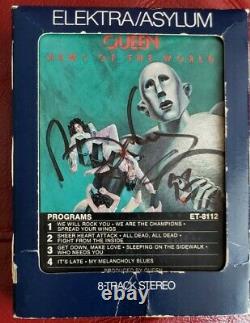 ELEKTRA/ASYLUM
QUEEN
NEWS OF THE WORLD
PROGRAMS ET-8112
1 WE WILL ROCK YOU • WE ARE THE CHAMPIONS •
SPREAD YOUR WINGS
2 SHEER HEART ATTACK • ALL DEAD, ALL DEAD •
FIGHT FROM THE INSIDE
3 GET DOWN, MAKE LOVE • SLEEPING ON THE SIDEWALK •
WHO NEEDS YOU
4 IT'S LATE • MY MELANCHOLY BLUES
PRODUCED BY QUEEN
8-TRACK STEREO